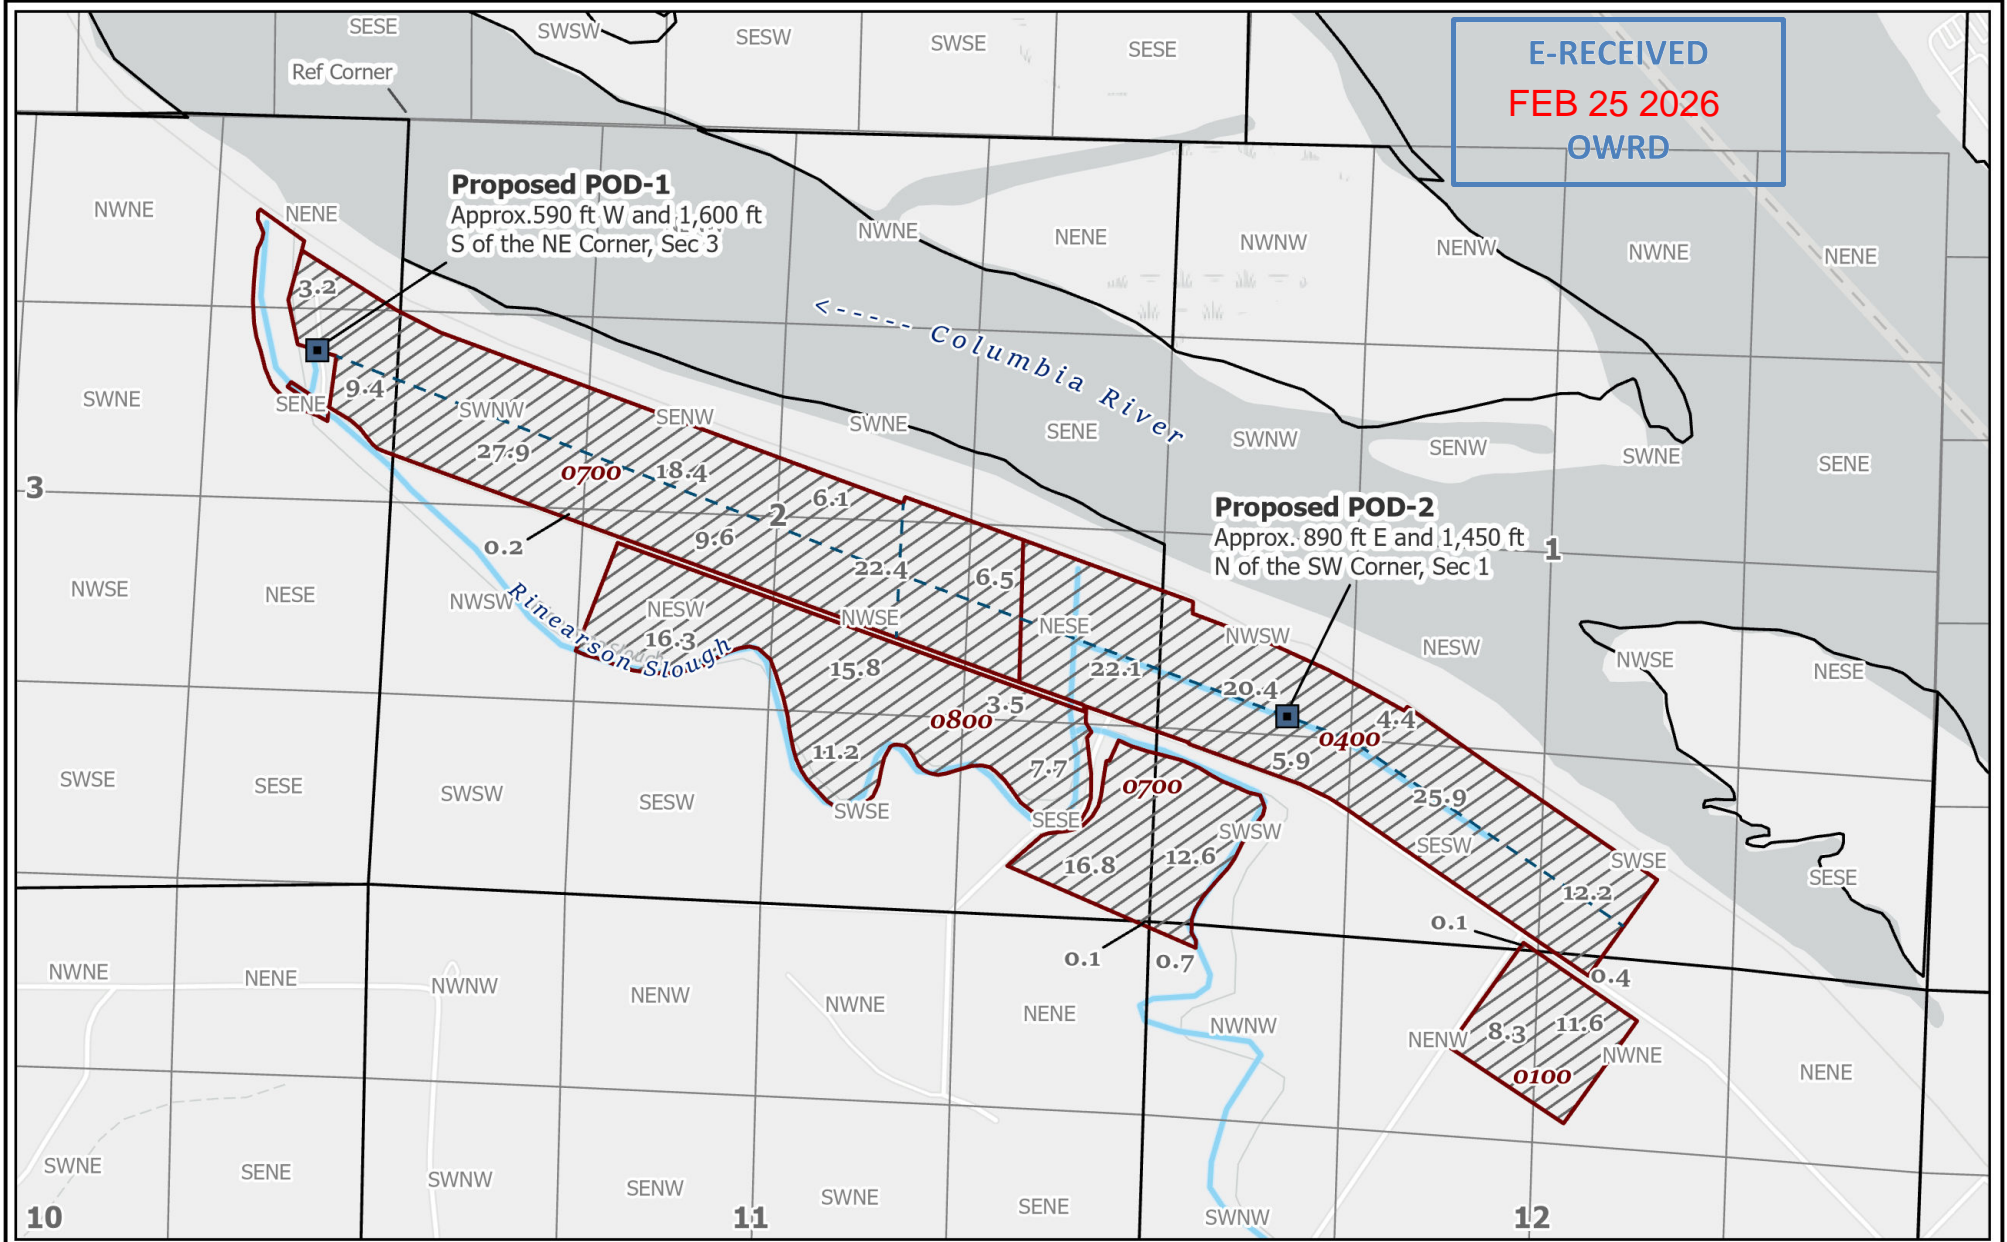 SESE
SWSW
SESW
SWSE
SESE
E-RECEIVED
FEB 25 2026
OWRD
Ref Corner
NWNE
NENE
Proposed POD-1
Approx.590 ft W and 1,600 ft
S of the NE Corner, Sec 3
NWNE
NENE
NWNW
NENW
NWNE
NENE
3.2
<----- Columbia River
9.4
SWNE
SENE
SWNW
SENW
SWNE
SENE
SWNW
SENW
SWNE
SENE
27.9
0700
18.4
6.1
3
2
Proposed POD-2
Approx. 890 ft E and 1,450 ft
N of the SW Corner, Sec 1
1
0.2
9.6
22.4
6.5
NWSE
NESE
NWSW
Rinearson Slough
NESW
16.3
NWSE
NESE
NWSW
NESW
NWSE
NESE
15.8
22.1
20.4
3.5
0800
4.4
0400
11.2
7.7
5.9
0700
25.9
SWSE
SESE
SWSW
SESW
SWSE
SESE
SWSW
SESW
SWSE
SESE
16.8
12.6
12.2
0.1
0.1
0.7
0.4
NWNE
NENE
NWNW
NENW
NWNE
NENE
NWNW
NENW
8.3
11.6
NWNE
NENE
0100
SWNE
SENE
SWNW
SENW
SWNE
SENE
SWNW
10
11
12